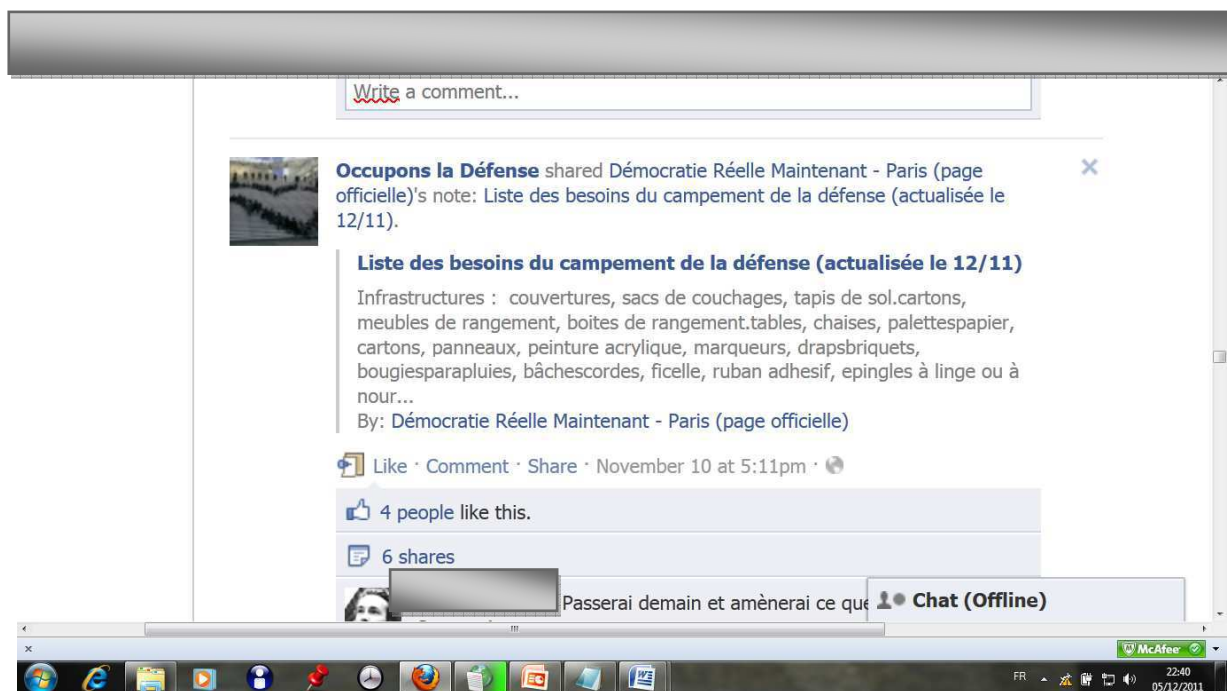 Write a comment...
Occupons la Défense shared Démocratie Réelle Maintenant - Paris (page
officielle)'s note: Liste des besoins du campement de la défense (actualisée le
12/11).
Liste des besoins du campement de la défense (actualisée le 12/11)
Infrastructures : couvertures, sacs de couchages, tapis de sol.cartons,
meubles de rangement, boites de rangement.tables, chaises, palettespapier,
cartons, panneaux, peinture acrylique, marqueurs, drapsbriquets,
bougiesparapluies, bâchescordes, ficelle, ruban adhesif, epingles à linge ou à
nour...
By: Démocratie Réelle Maintenant - Paris (page officielle)
Like · Comment · Share · November 10 at 5:11pm ·
4 people like this.
6 shares
Passerai demain et amènerai ce que
Chat (Offline)
McAfee
FR
22:40
05/12/2011